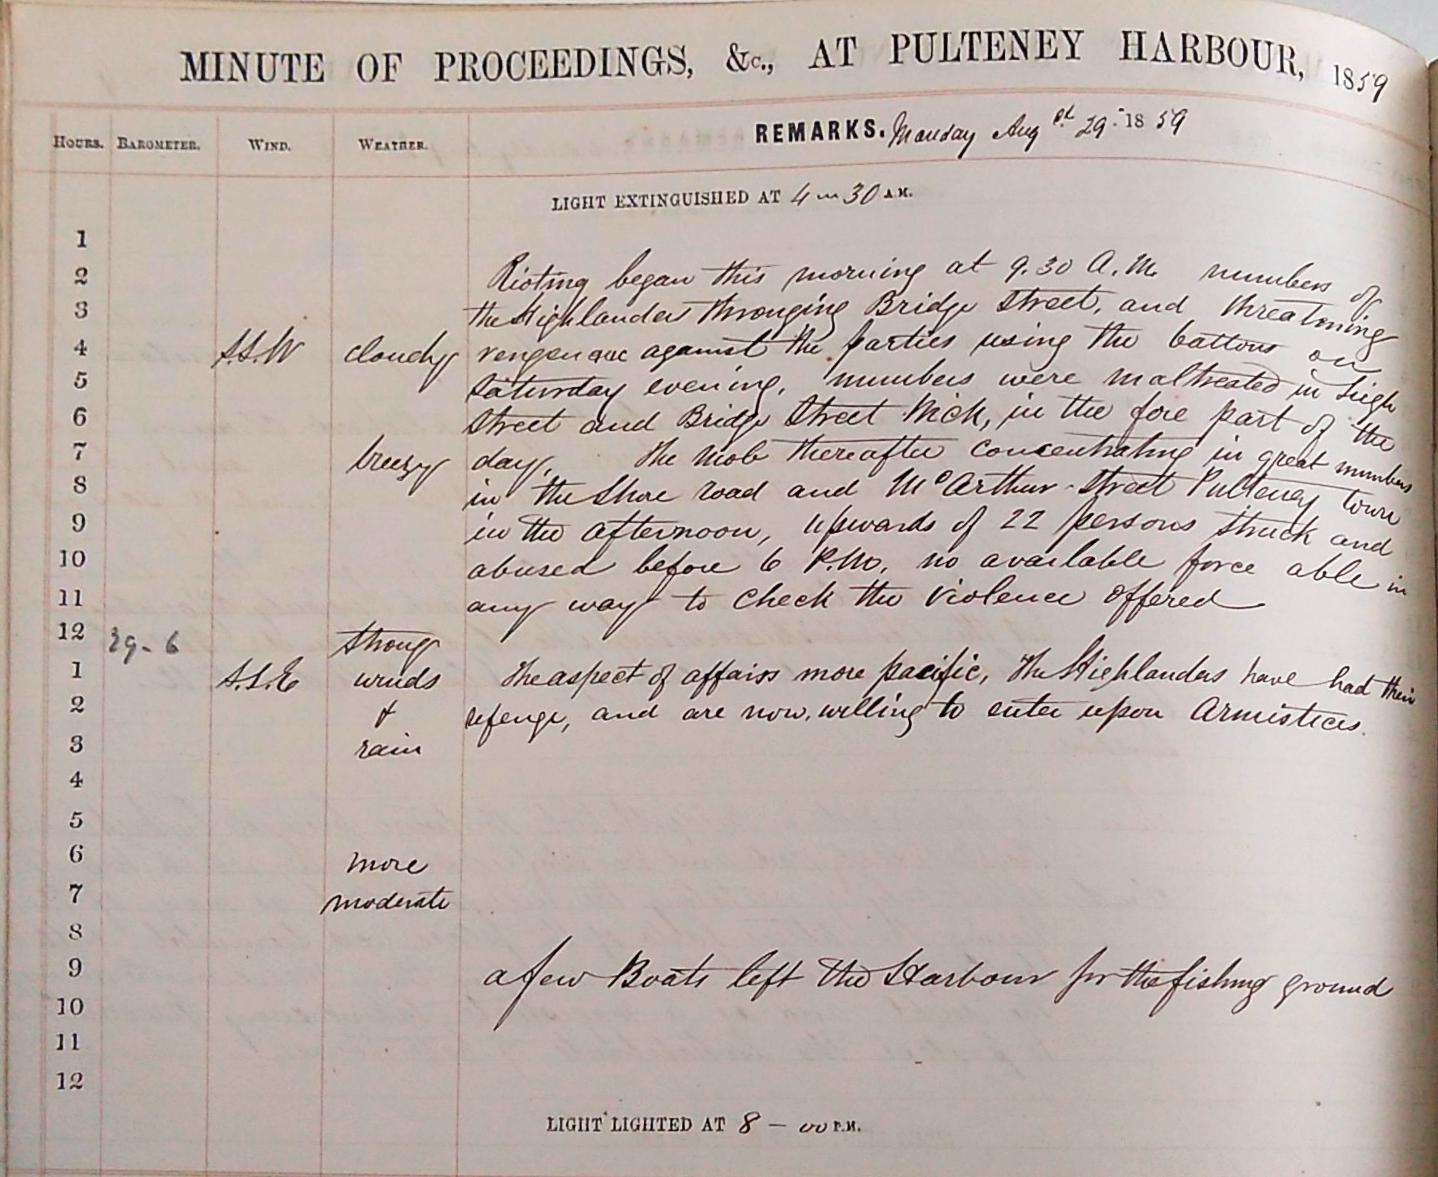 MINUTE OF PROCEEDINGS, &c., AT PULTENEY HARBOUR, 1859
HOURS. BAROMETER. WIND. WEATHER. REMARKS. Monday Augst 29 - 1859
LIGHT EXTINGUISHED AT 4 - 30 A.M.
1
2 Rioting began this morning at 9.30 A.M. numbers of
3 the Highlanders thronging Bridge Street, and threatening
4 S.S.W cloudy vengeance against the parties using the battons on
5 Saturday evening, numbers were maltreated in High
6 Street and Bridge Street Wick, in the fore part of the
7 breezy day. The Mob thereafter concentrating in great numbers
8 in the Shore road and McArthur-Street Pulteney town
9 in the afternoon, upwards of 22 persons struck and
10 abused before 6 P.M. no available force able in
11 any way to check the violence offered
12 29-6 Strong
1 S.S.E winds The aspect of affairs more pacific, The Highlanders have had their
2 & refenge, and are now willing to enter upon Armistices.
3 rain
4
5
6 more
7 moderate
8
9 a few Boats left the Harbour for the fishing ground
10
11
12
LIGHT LIGHTED AT 8 - 00 P.M.